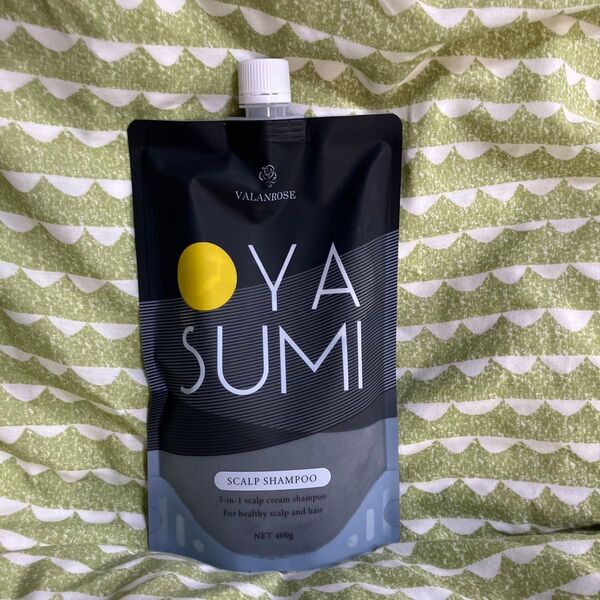 VALANROSE
OYA
SUMI
SCALP SHAMPOO
5-in-1 scalp cream shampoo
For healthy scalp and hair
NET 400g